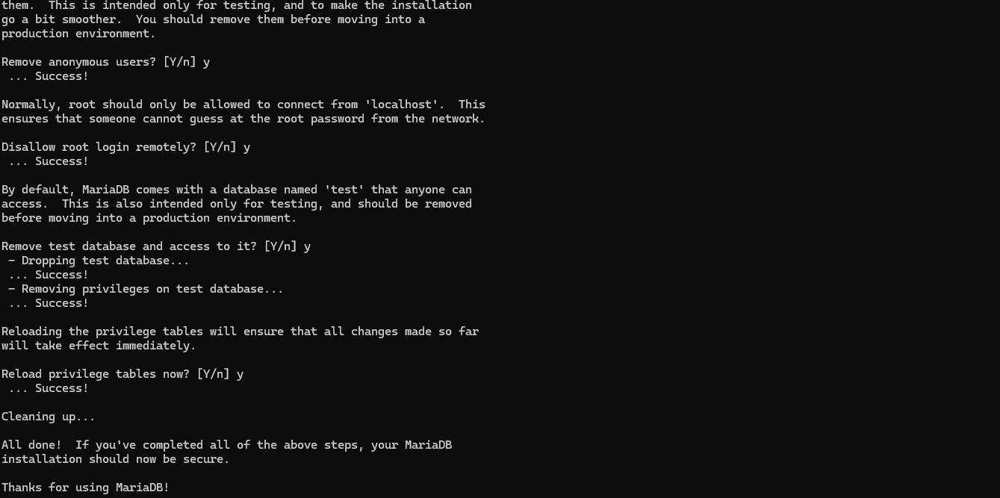 them.  This is intended only for testing, and to make the installation
go a bit smoother.  You should remove them before moving into a
production environment.
Remove anonymous users? [Y/n] y
 ... Success!
Normally, root should only be allowed to connect from 'localhost'.  This
ensures that someone cannot guess at the root password from the network.
Disallow root login remotely? [Y/n] y
 ... Success!
By default, MariaDB comes with a database named 'test' that anyone can
access.  This is also intended only for testing, and should be removed
before moving into a production environment.
Remove test database and access to it? [Y/n] y
 - Dropping test database...
 ... Success!
 - Removing privileges on test database...
 ... Success!
Reloading the privilege tables will ensure that all changes made so far
will take effect immediately.
Reload privilege tables now? [Y/n] y
 ... Success!
Cleaning up...
All done!  If you've completed all of the above steps, your MariaDB
installation should now be secure.
Thanks for using MariaDB!